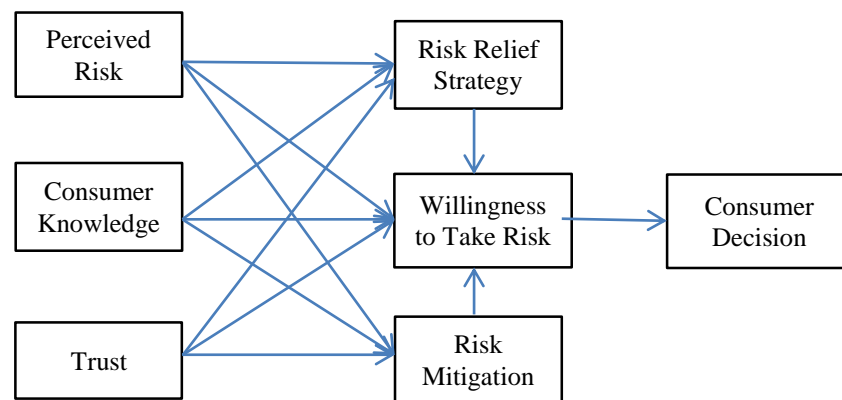 Perceived
Risk
Risk Relief
Strategy
Consumer
Knowledge
Willingness
to Take Risk
Consumer
Decision
Trust
Risk
Mitigation